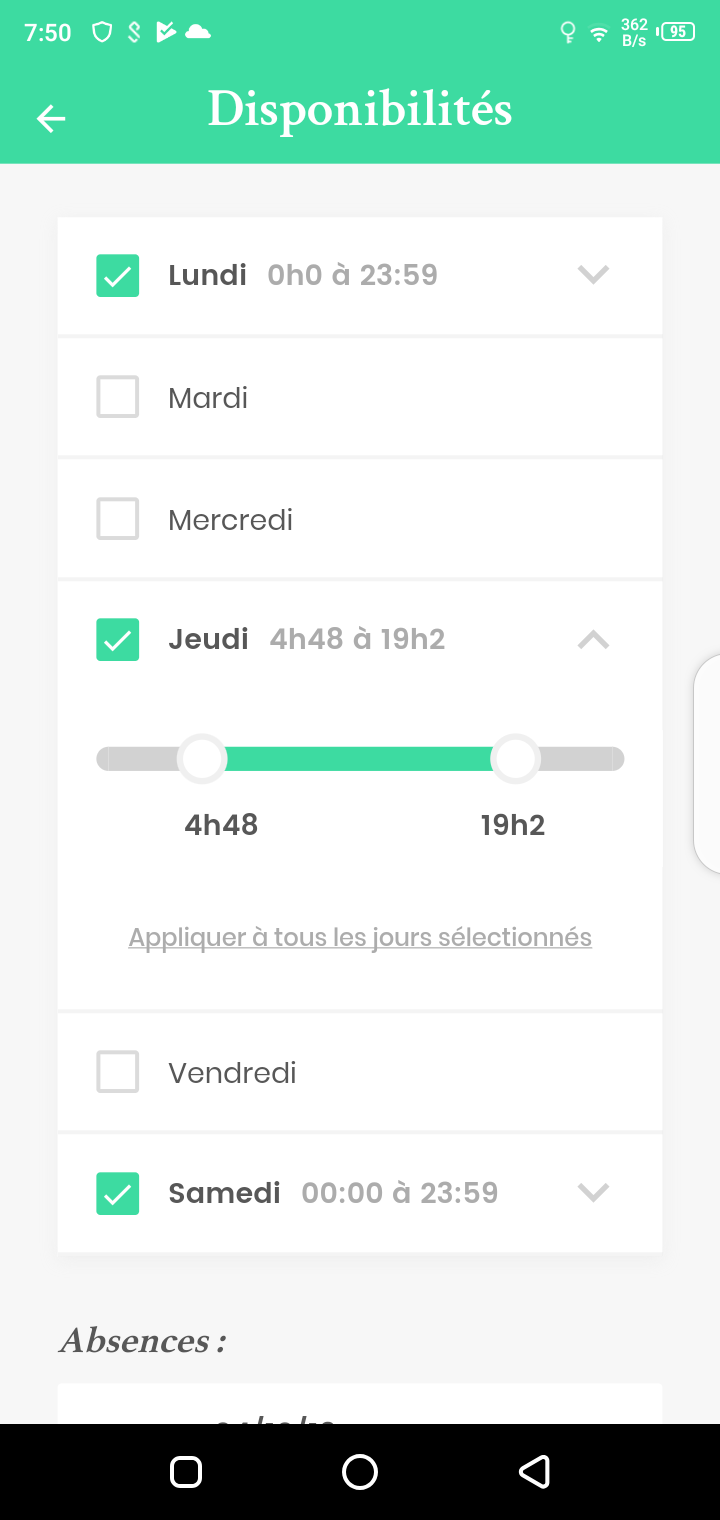 7:50
362
B/s
95
Disponibilités
Lundi 0h0 à 23:59
Mardi
Mercredi
Jeudi 4h48 à 19h2
4h48 19h2
Appliquer à tous les jours sélectionnés
Vendredi
Samedi 00:00 à 23:59
Absences :